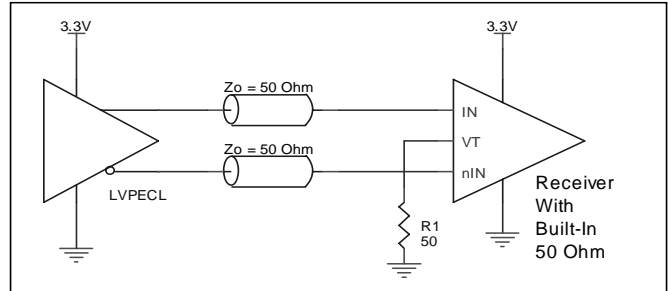 3.3V
3.3V
Zo = 50 Ohm
IN
VT
Zo = 50 Ohm
nIN
LVPECL
Receiver
With
Built-In
50 Ohm
R1
50